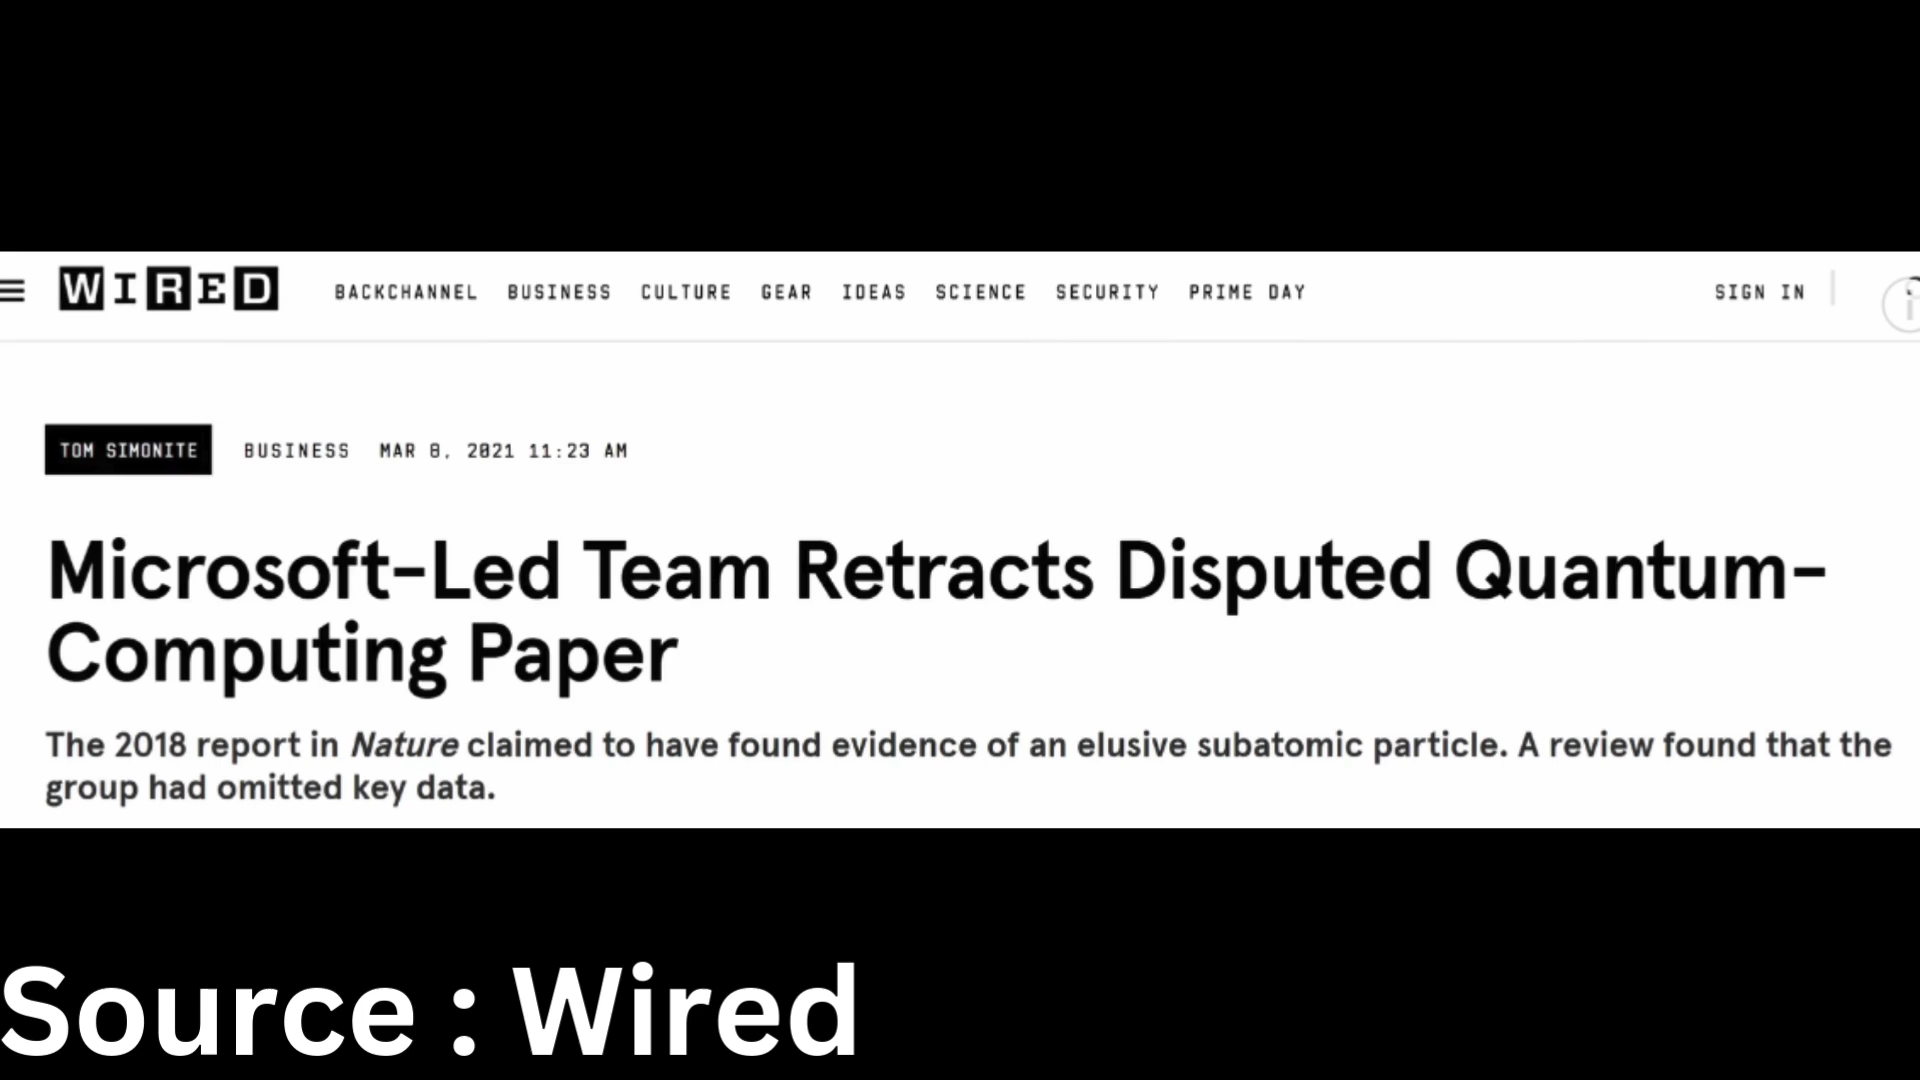 WIRED BACKCHANNEL BUSINESS CULTURE GEAR IDEAS SCIENCE SECURITY PRIME DAY SIGN IN
TOM SIMONITE BUSINESS MAR 8, 2021 11:23 AM
Microsoft-Led Team Retracts Disputed Quantum-
Computing Paper
The 2018 report in Nature claimed to have found evidence of an elusive subatomic particle. A review found that the
group had omitted key data.
Source : Wired